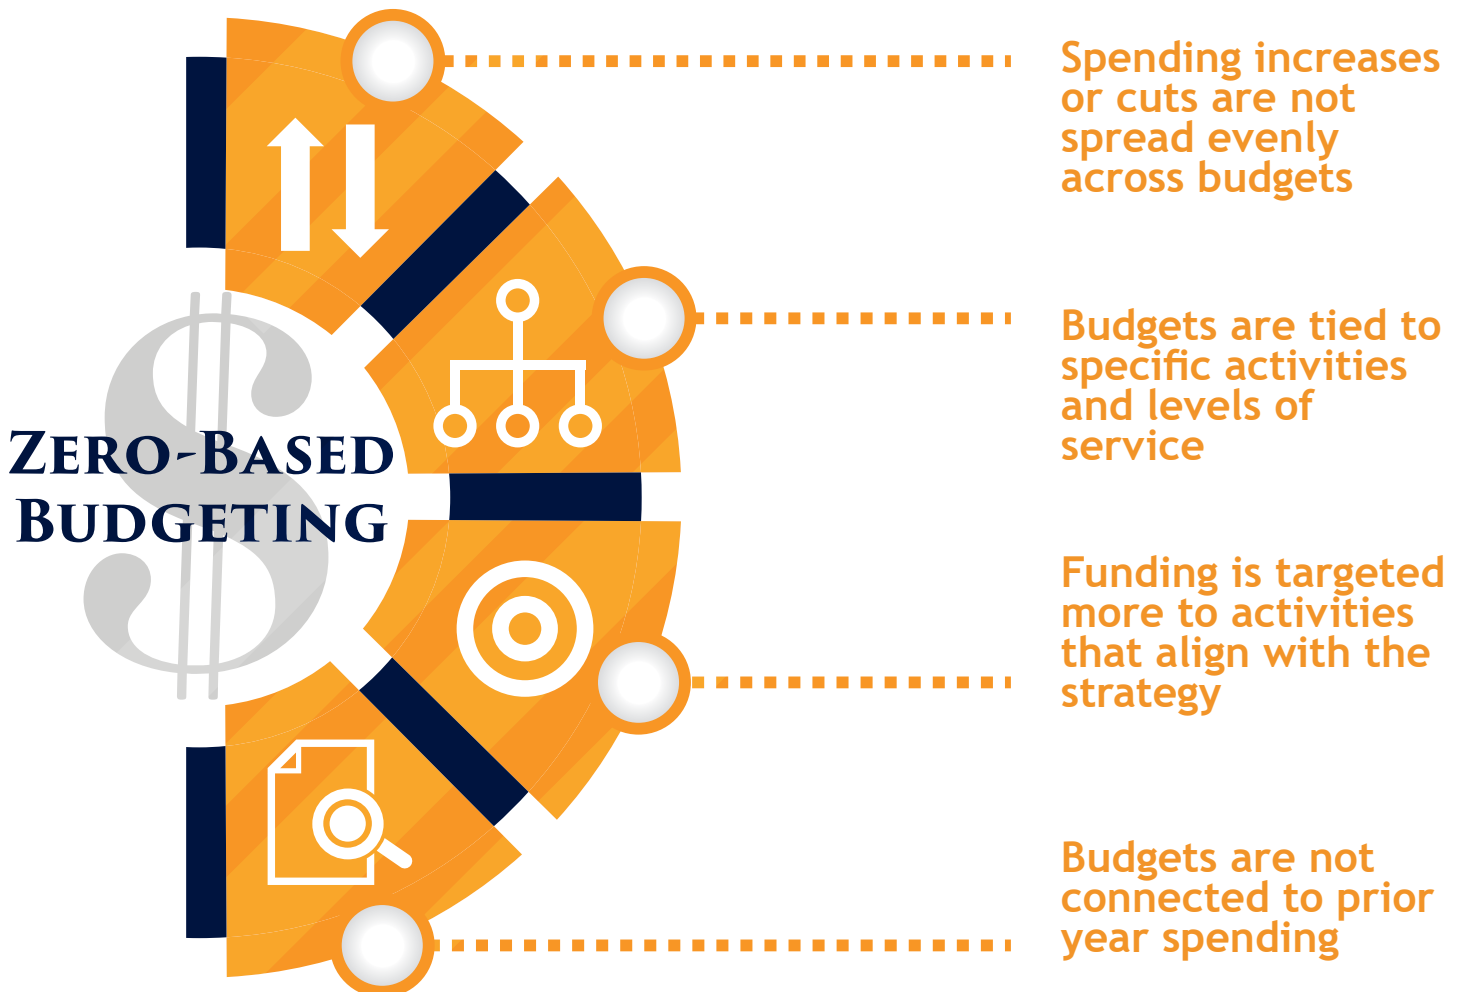 Zero-Based
Budgeting
Spending increases
or cuts are not
spread evenly
across budgets
Budgets are tied to
specific activities
and levels of
service
Funding is targeted
more to activities
that align with the
strategy
Budgets are not
connected to prior
year spending